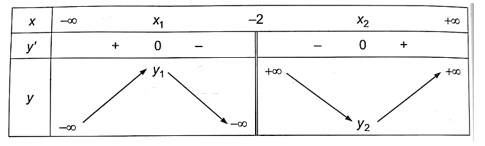 x −∞ x₁ −2 x₂ +∞
y' + 0 − − 0 +
y −∞ y₁ −∞ +∞ y₂ +∞